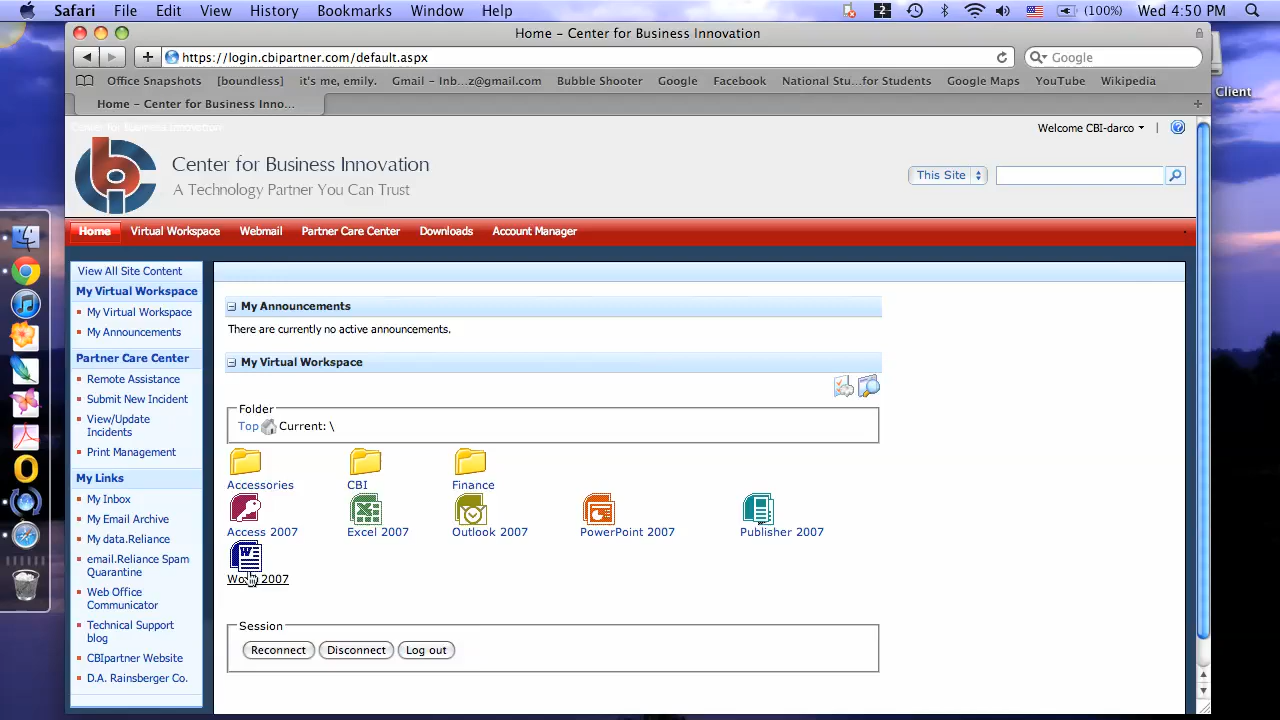 Safari File Edit View History Bookmarks Window Help 2 (100%) Wed 4:50 PM
Home – Center for Business Innovation
https://login.cbipartner.com/default.aspx Google
Office Snapshots [boundless] it's me, emily. Gmail – Inb...z@gmail.com Bubble Shooter Google Facebook National Stu...for Students Google Maps YouTube Wikipedia
Home – Center for Business Inno...
Client
Center for Business Innovation
Welcome CBI-darco
cbi
Center for Business Innovation
A Technology Partner You Can Trust
This Site
Home Virtual Workspace Webmail Partner Care Center Downloads Account Manager
View All Site Content
My Virtual Workspace
My Virtual Workspace
My Announcements
Partner Care Center
Remote Assistance
Submit New Incident
View/Update
Incidents
Print Management
My Links
My Inbox
My Email Archive
My data.Reliance
email.Reliance Spam
Quarantine
Web Office
Communicator
Technical Support
blog
CBIpartner Website
D.A. Rainsberger Co.
My Announcements
There are currently no active announcements.
My Virtual Workspace
Folder
Top Current: \
Accessories CBI Finance
Access 2007 Excel 2007 Outlook 2007 PowerPoint 2007 Publisher 2007
Word 2007
Session
Reconnect Disconnect Log out